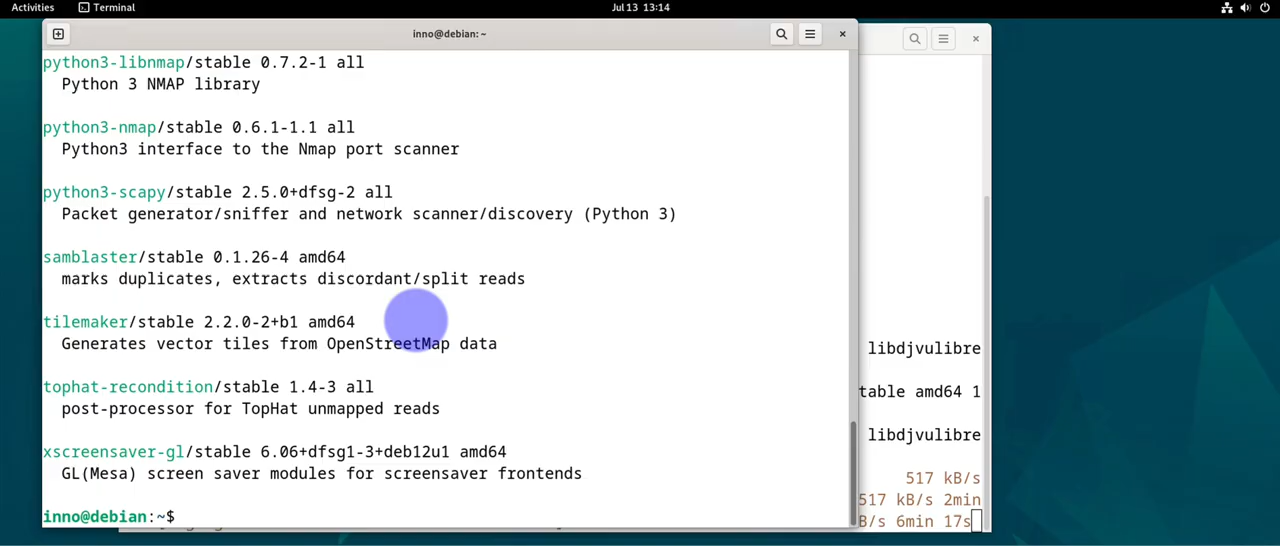 Activities
Terminal
Jul 13 13:14
inno@debian: ~
python3-libnmap/stable 0.7.2-1 all
Python 3 NMAP library
python3-nmap/stable 0.6.1-1.1 all
Python3 interface to the Nmap port scanner
python3-scapy/stable 2.5.0+dfsg-2 all
Packet generator/sniffer and network scanner/discovery (Python 3)
samblaster/stable 0.1.26-4 amd64
marks duplicates, extracts discordant/split reads
tilemaker/stable 2.2.0-2+b1 amd64
Generates vector tiles from OpenStreetMap data
tophat-recondition/stable 1.4-3 all
post-processor for TopHat unmapped reads
xscreensaver-gl/stable 6.06+dfsg1-3+deb12u1 amd64
GL(Mesa) screen saver modules for screensaver frontends
inno@debian:~$
libdjvulibre
table amd64 1
libdjvulibre
517 kB/s
517 kB/s 2min
B/s 6min 17s